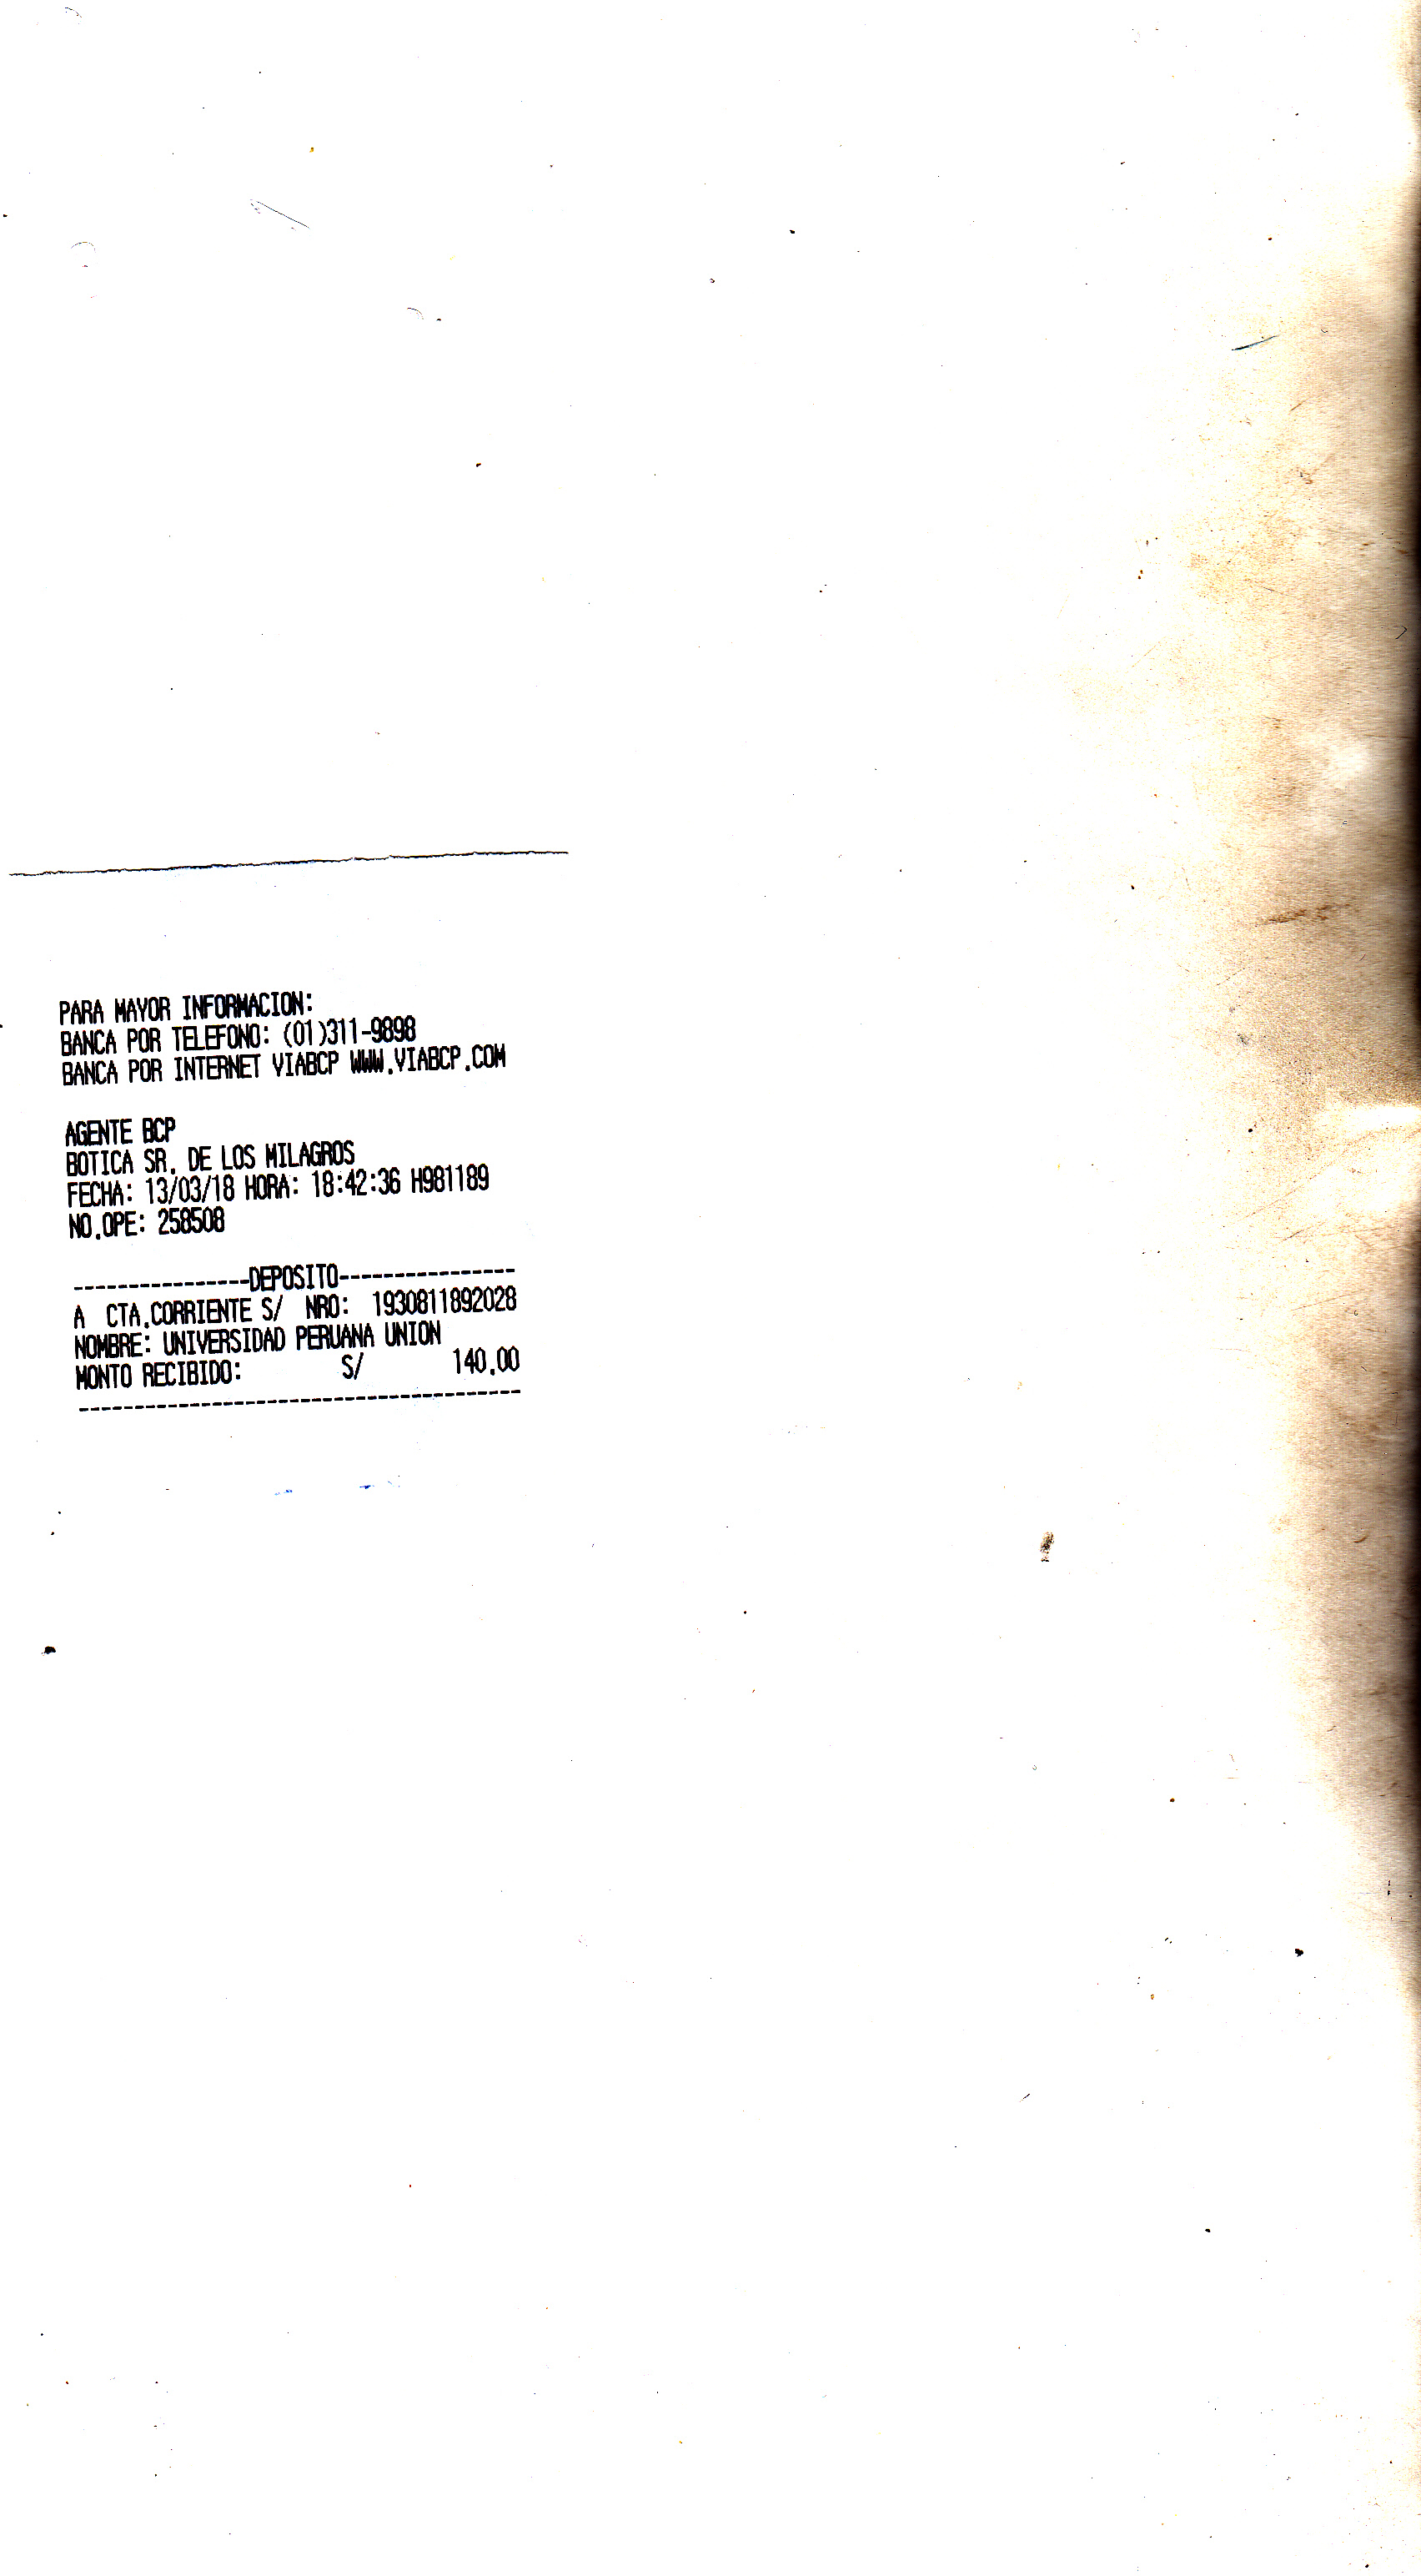 PARA MAYOR INFORMACION:
BANCA POR TELEFONO: (01)311-9898
BANCA POR INTERNET VIABCP WWW.VIABCP.COM
AGENTE BCP
BOTICA SR. DE LOS MILAGROS
FECHA: 13/03/18 HORA: 18:42:36 H981189
NO.OPE: 258508
----------------DEPOSITO----------------
A CTA.CORRIENTE S/ NRO: 1930811892028
NOMBRE: UNIVERSIDAD PERUANA UNION
MONTO RECIBIDO: S/ 140.00
----------------------------------------